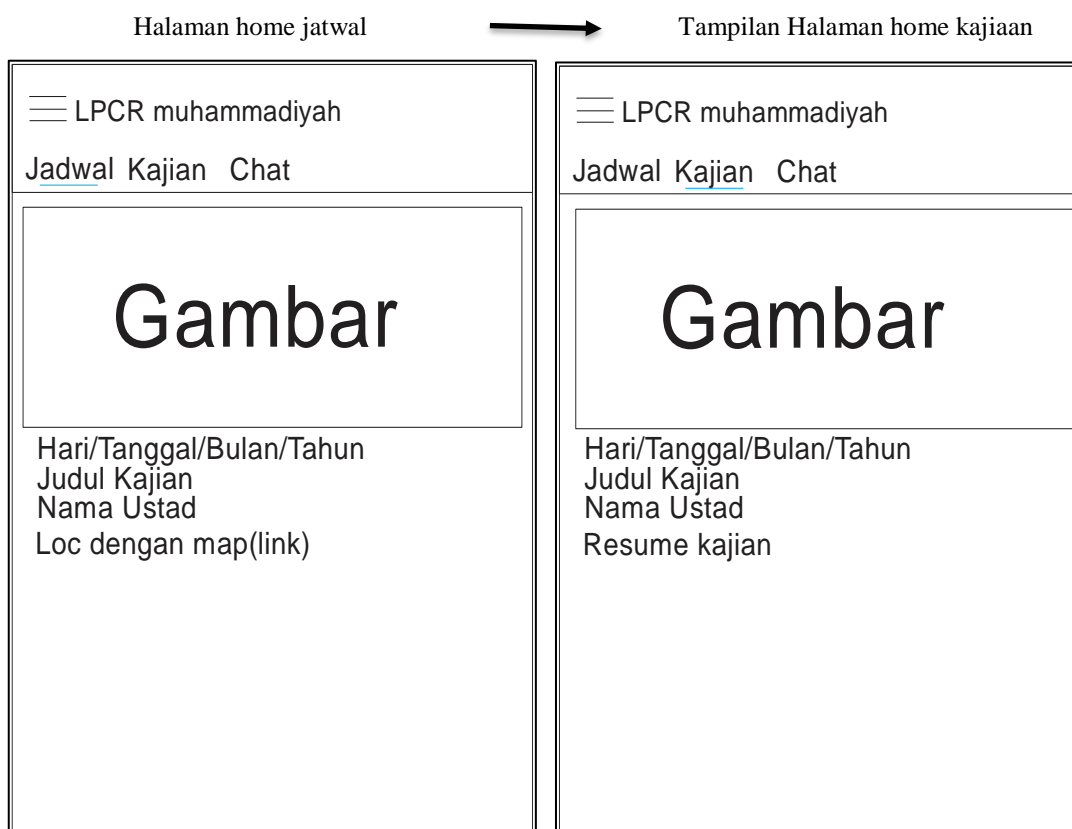 Halaman home jatwal
Tampilan Halaman home kajiaan
LPCR muhammadiyah
Jadwal Kajian Chat
Gambar
Hari/Tanggal/Bulan/Tahun
Judul Kajian
Nama Ustad
Loc dengan map(link)
LPCR muhammadiyah
Jadwal Kajian Chat
Gambar
Hari/Tanggal/Bulan/Tahun
Judul Kajian
Nama Ustad
Resume kajian